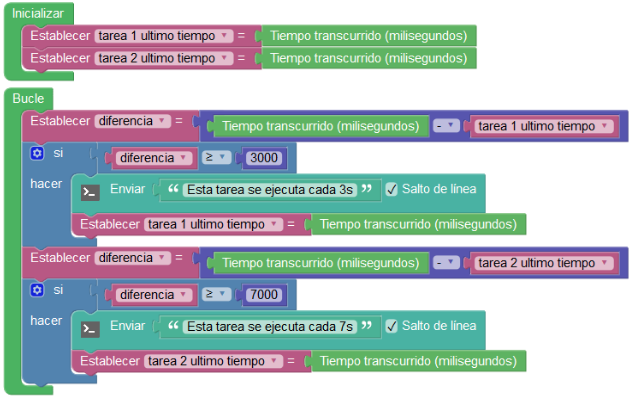 Inicializar
Establecer tarea 1 ultimo tiempo = Tiempo transcurrido (milisegundos)
Establecer tarea 2 ultimo tiempo = Tiempo transcurrido (milisegundos)
Bucle
Establecer diferencia = Tiempo transcurrido (milisegundos) - tarea 1 ultimo tiempo
si diferencia ≥ 3000
hacer Enviar “ Esta tarea se ejecuta cada 3s ” Salto de línea
Establecer tarea 1 ultimo tiempo = Tiempo transcurrido (milisegundos)
Establecer diferencia = Tiempo transcurrido (milisegundos) - tarea 2 ultimo tiempo
si diferencia ≥ 7000
hacer Enviar “ Esta tarea se ejecuta cada 7s ” Salto de línea
Establecer tarea 2 ultimo tiempo = Tiempo transcurrido (milisegundos)